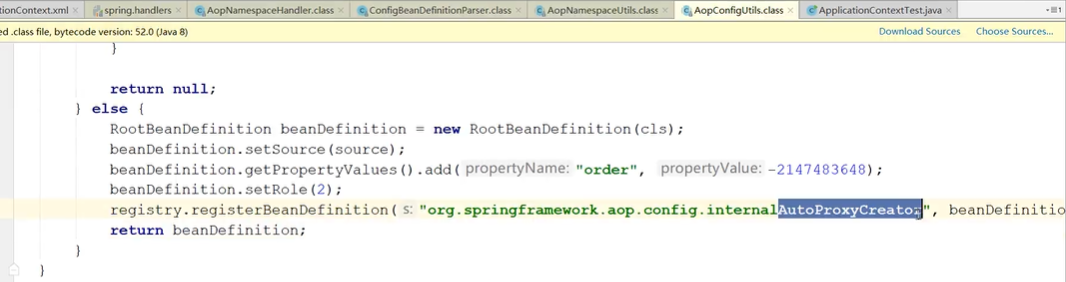 tionContext.xml spring.handlers AopNamespaceHandler.class ConfigBeanDefinitionParser.class AopNamespaceUtils.class AopConfigUtils.class ApplicationContextTest.java
ed .class file, bytecode version: 52.0 (Java 8) Download Sources Choose Sources...
}
return null;
} else {
RootBeanDefinition beanDefinition = new RootBeanDefinition(cls);
beanDefinition.setSource(source);
beanDefinition.getPropertyValues().add( propertyName: "order", propertyValue: -2147483648);
beanDefinition.setRole(2);
registry.registerBeanDefinition( s: "org.springframework.aop.config.internalAutoProxyCreator", beanDefinitio
return beanDefinition;
}
}